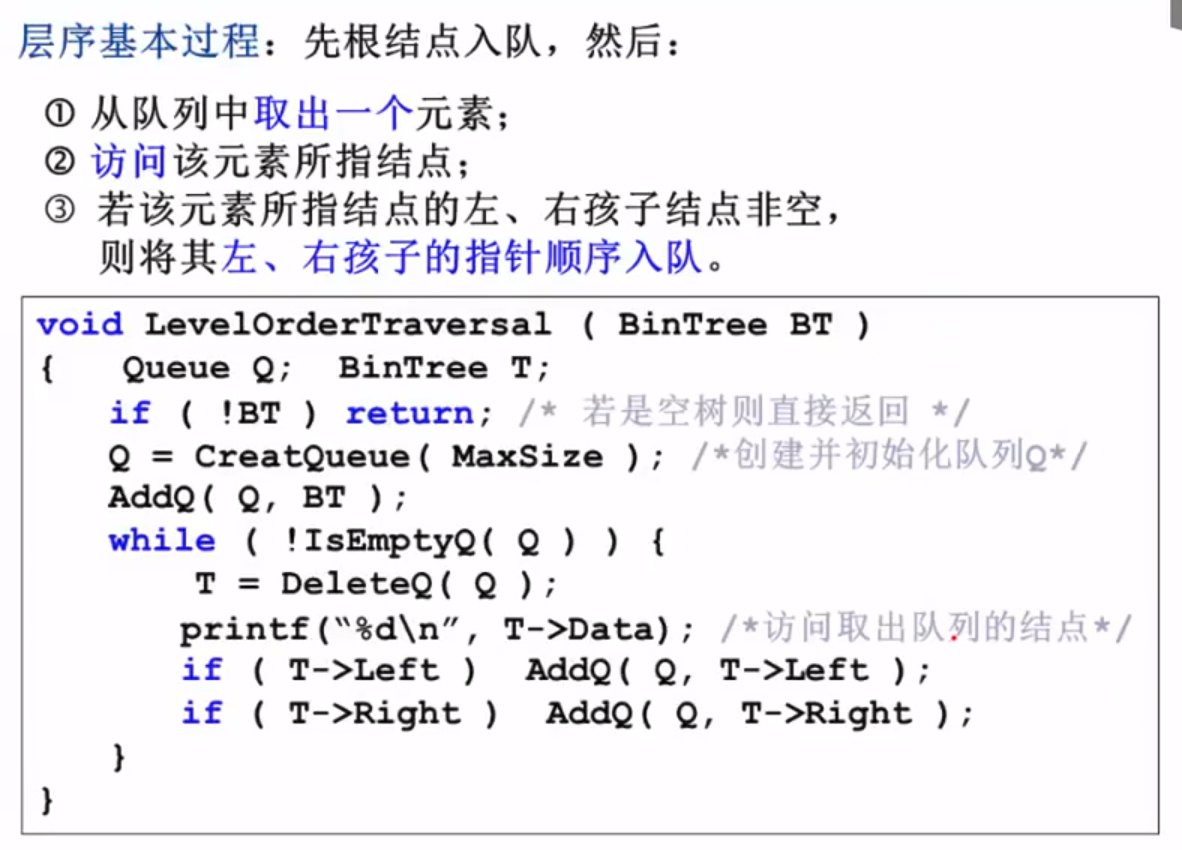 层序基本过程：先根结点入队，然后：
① 从队列中取出一个元素；
② 访问该元素所指结点；
③ 若该元素所指结点的左、右孩子结点非空，
则将其左、右孩子的指针顺序入队。
void LevelOrderTraversal ( BinTree BT )
{ Queue Q; BinTree T;
if ( !BT ) return; /* 若是空树则直接返回 */
Q = CreatQueue( MaxSize ); /*创建并初始化队列Q*/
AddQ( Q, BT );
while ( !IsEmptyQ( Q ) ) {
T = DeleteQ( Q );
printf(“%d\n”, T->Data); /*访问取出队列的结点*/
if ( T->Left ) AddQ( Q, T->Left );
if ( T->Right ) AddQ( Q, T->Right );
}
}